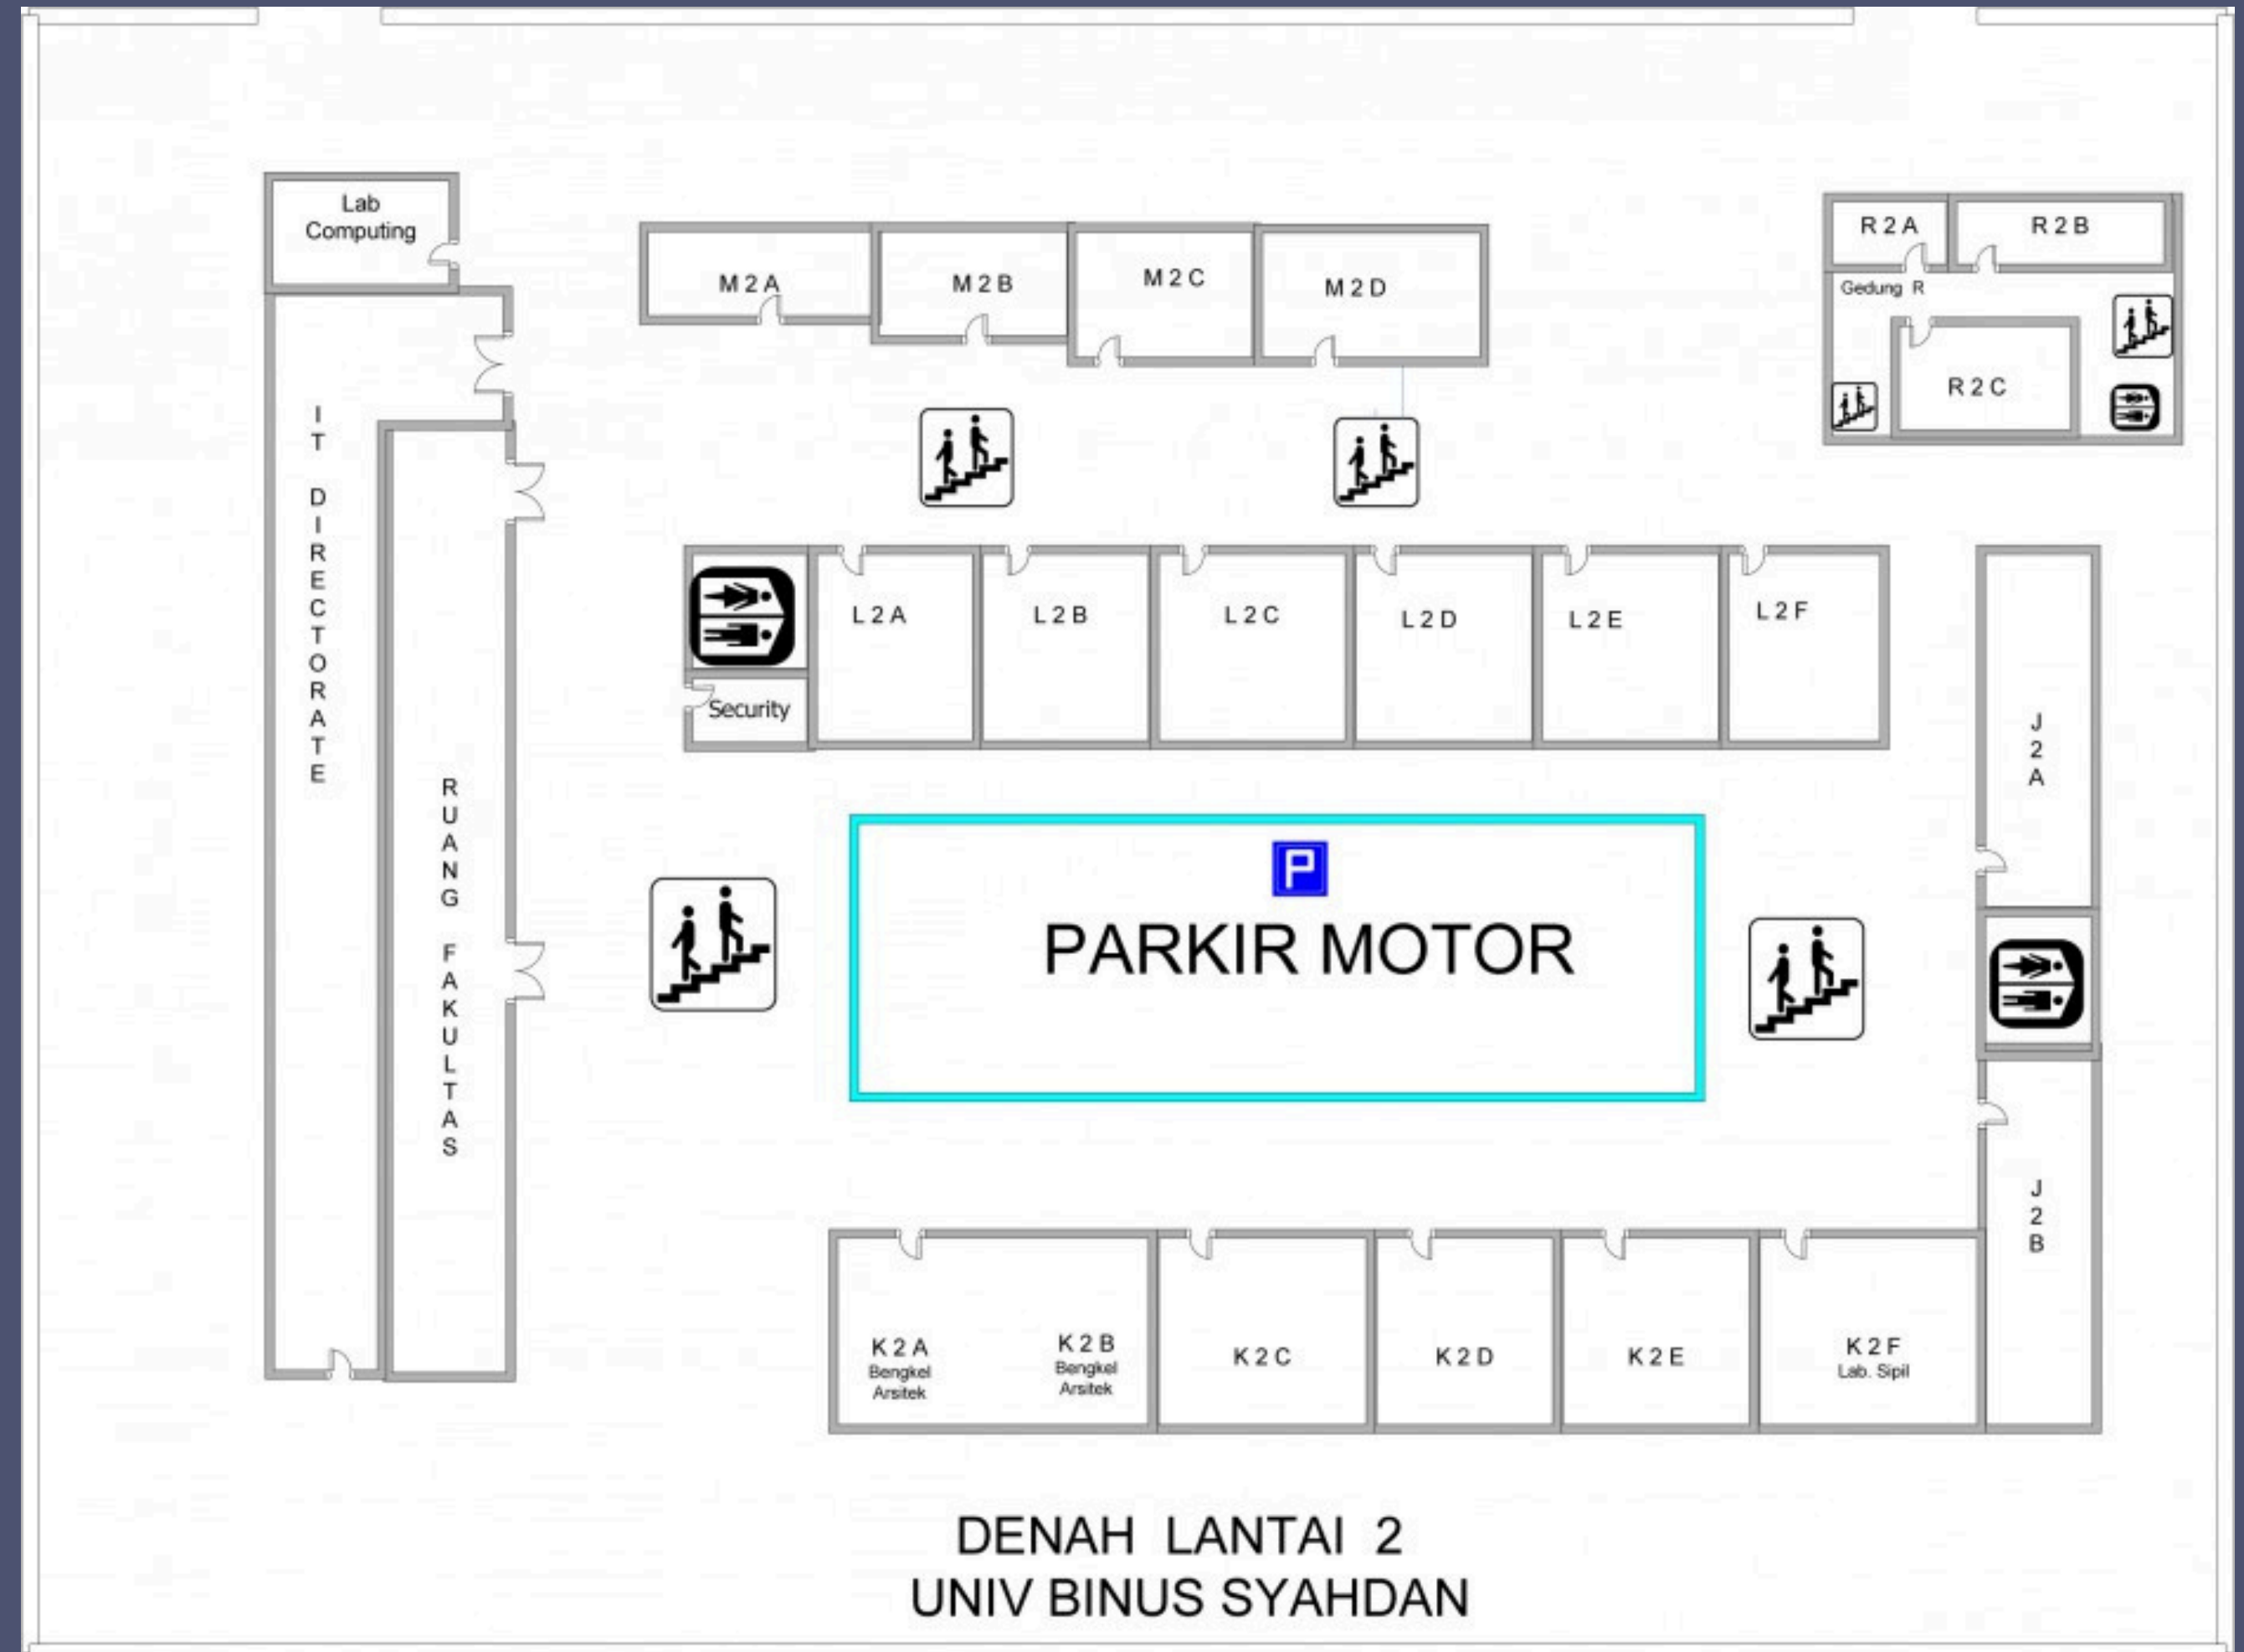 Lab
Computing
M 2 A
M 2 B
M 2 C
M 2 D
R 2 A
R 2 B
Gedung R
R 2 C
IT DIRECTORATE
RUANG FAKULTAS
L 2 A
L 2 B
L 2 C
L 2 D
L 2 E
L 2 F
Security
J 2 A
P
PARKIR MOTOR
J 2 B
K 2 A
Bengkel
Arsitek
K 2 B
Bengkel
Arsitek
K 2 C
K 2 D
K 2 E
K 2 F
Lab. Sipil
DENAH LANTAI 2
UNIV BINUS SYAHDAN